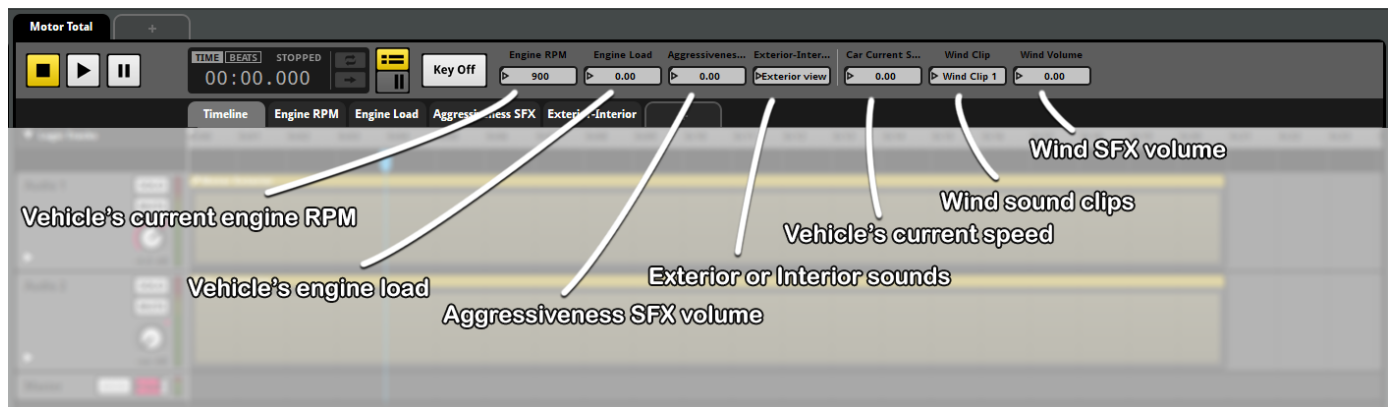 Motor Total
+
TIME BEATS STOPPED
00:00.000
Key Off
Engine RPM
900
Engine Load
0.00
Aggressivenes...
0.00
Exterior-Inter...
Exterior view
Car Current S...
0.00
Wind Clip
Wind Clip 1
Wind Volume
0.00
Timeline Engine RPM Engine Load Aggressiveness SFX Exterior-Interior
Wind SFX volume
Wind sound clips
Vehicle's current engine RPM
Vehicle's current speed
Exterior or Interior sounds
Vehicle's engine load
Aggressiveness SFX volume